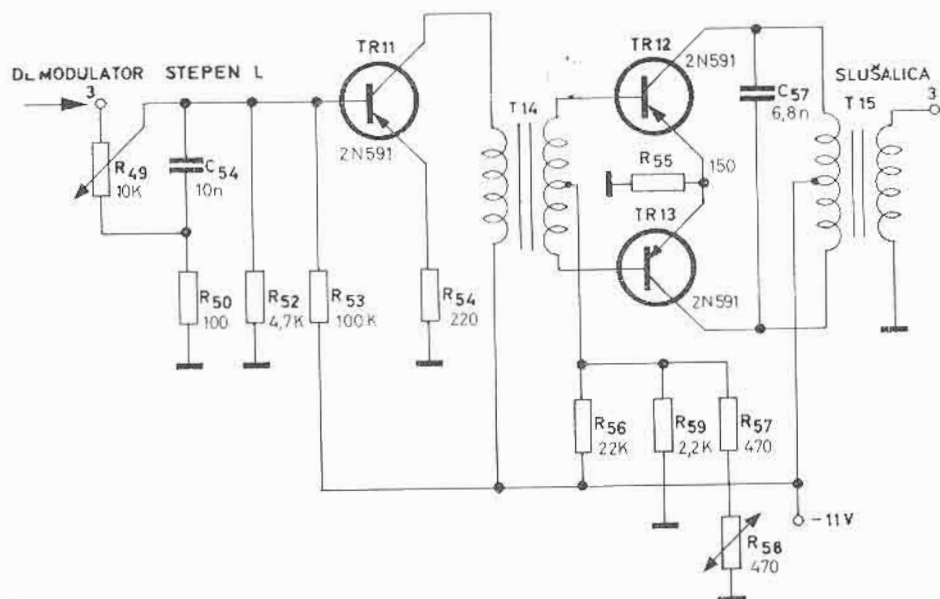 DEMODULATOR STEPEN L
3
R49
10K
C54
10n
R50
100
R52
4,7K
R53
100K
TR11
2N591
R54
220
T14
TR12
2N591
R55
150
TR13
2N591
C57
6,8n
SLUŠALICA
3
T15
R56
22K
R59
2,2K
R57
470
R58
470
-11V